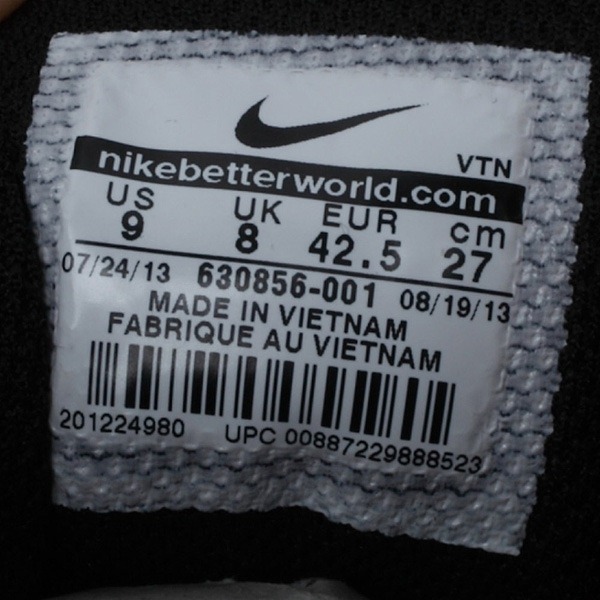 VTN
nikebetterworld.com
US UK EUR cm
9 8 42.5 27
07/24/13 630856-001 08/19/13
MADE IN VIETNAM
FABRIQUE AU VIETNAM
201224980 UPC 00887229888523